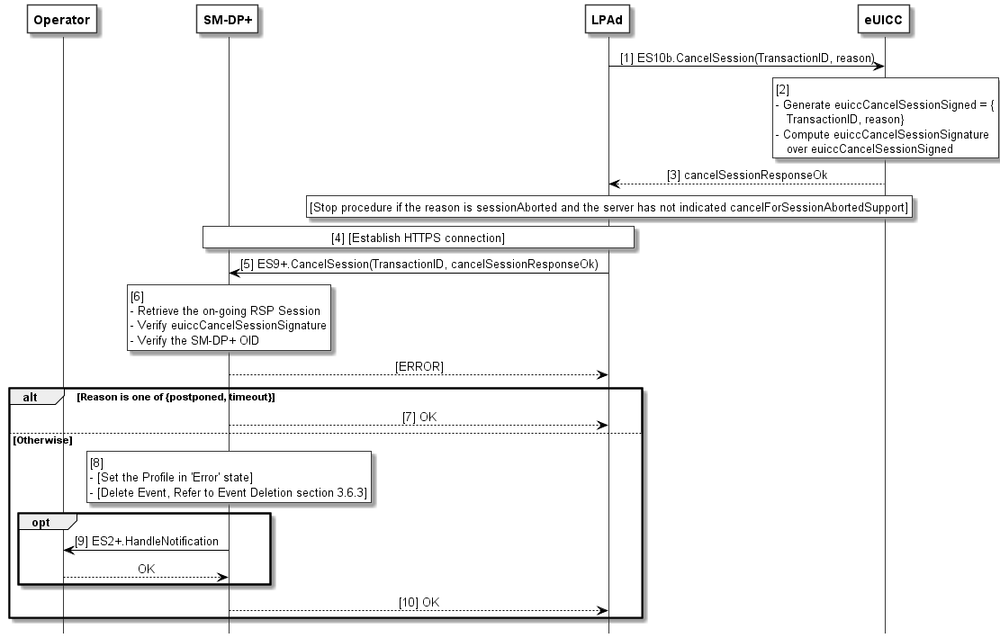 Operator
SM-DP+
LPAd
eUICC
[1] ES10b.CancelSession(TransactionID, reason)
[2]
- Generate euiccCancelSessionSigned = {
TransactionID, reason}
- Compute euiccCancelSessionSignature
over euiccCancelSessionSigned
[3] cancelSessionResponseOk
[Stop procedure if the reason is sessionAborted and the server has not indicated cancelForSessionAbortedSupport]
[4] [Establish HTTPS connection]
[5] ES9+.CancelSession(TransactionID, cancelSessionResponseOk)
[6]
- Retrieve the on-going RSP Session
- Verify euiccCancelSessionSignature
- Verify the SM-DP+ OID
[ERROR]
alt
[Reason is one of {postponed, timeout}]
[7] OK
[Otherwise]
[8]
- [Set the Profile in 'Error' state]
- [Delete Event, Refer to Event Deletion section 3.6.3]
opt
[9] ES2+.HandleNotification
OK
[10] OK